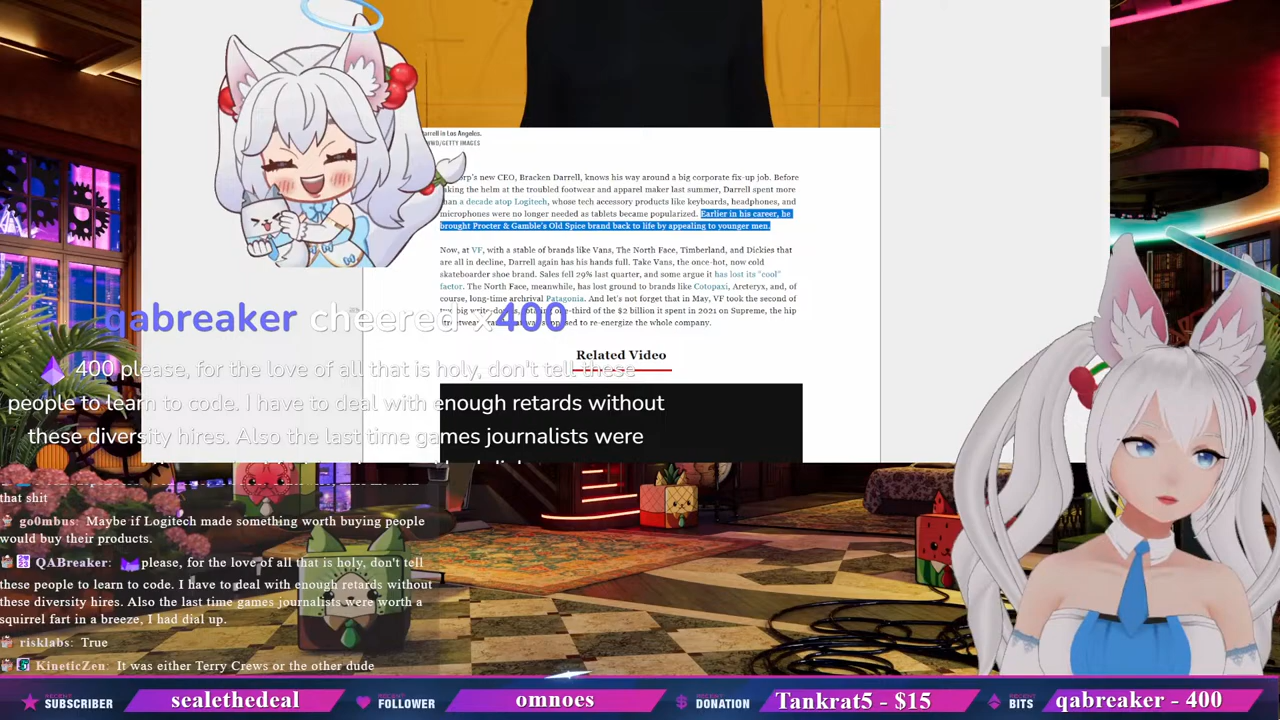 arrell in Los Angeles.
WWD/GETTY IMAGES
orp's new CEO, Bracken Darrell, knows his way around a big corporate fix-up job. Before
aking the helm at the troubled footwear and apparel maker last summer, Darrell spent more
han a decade atop Logitech, whose tech accessory products like keyboards, headphones, and
microphones were no longer needed as tablets became popularized. Earlier in his career, he
brought Procter & Gamble's Old Spice brand back to life by appealing to younger men.
Now, at VF, with a stable of brands like Vans, The North Face, Timberland, and Dickies that
are all in decline, Darrell again has his hands full. Take Vans, the once-hot, now cold
skateboarder shoe brand. Sales fell 29% last quarter, and some argue it has lost its "cool"
factor. The North Face, meanwhile, has lost ground to brands like Cotopaxi, Arcteryx, and, of
course, long-time archrival Patagonia. And let's not forget that in May, VF took the second of
two big write-downs, totaling one-third of the $2 billion it spent in 2021 on Supreme, the hip
streetwear supposed to re-energize the whole company.
Related Video
qabreaker cheered x400
400 please, for the love of all that is holy, don't tell these
people to learn to code. I have to deal with enough retards without
these diversity hires. Also the last time games journalists were
that shit
go0mbus: Maybe if Logitech made something worth buying people
would buy their products.
QABreaker: please, for the love of all that is holy, don't tell
these people to learn to code. I have to deal with enough retards without
these diversity hires. Also the last time games journalists were worth a
squirrel fart in a breeze, I had dial up.
risklabs: True
KineticZen: It was either Terry Crews or the other dude
RECENT SUBSCRIBER sealethedeal RECENT FOLLOWER omnoes RECENT DONATION Tankrat5 - $15 RECENT BITS qabreaker - 400